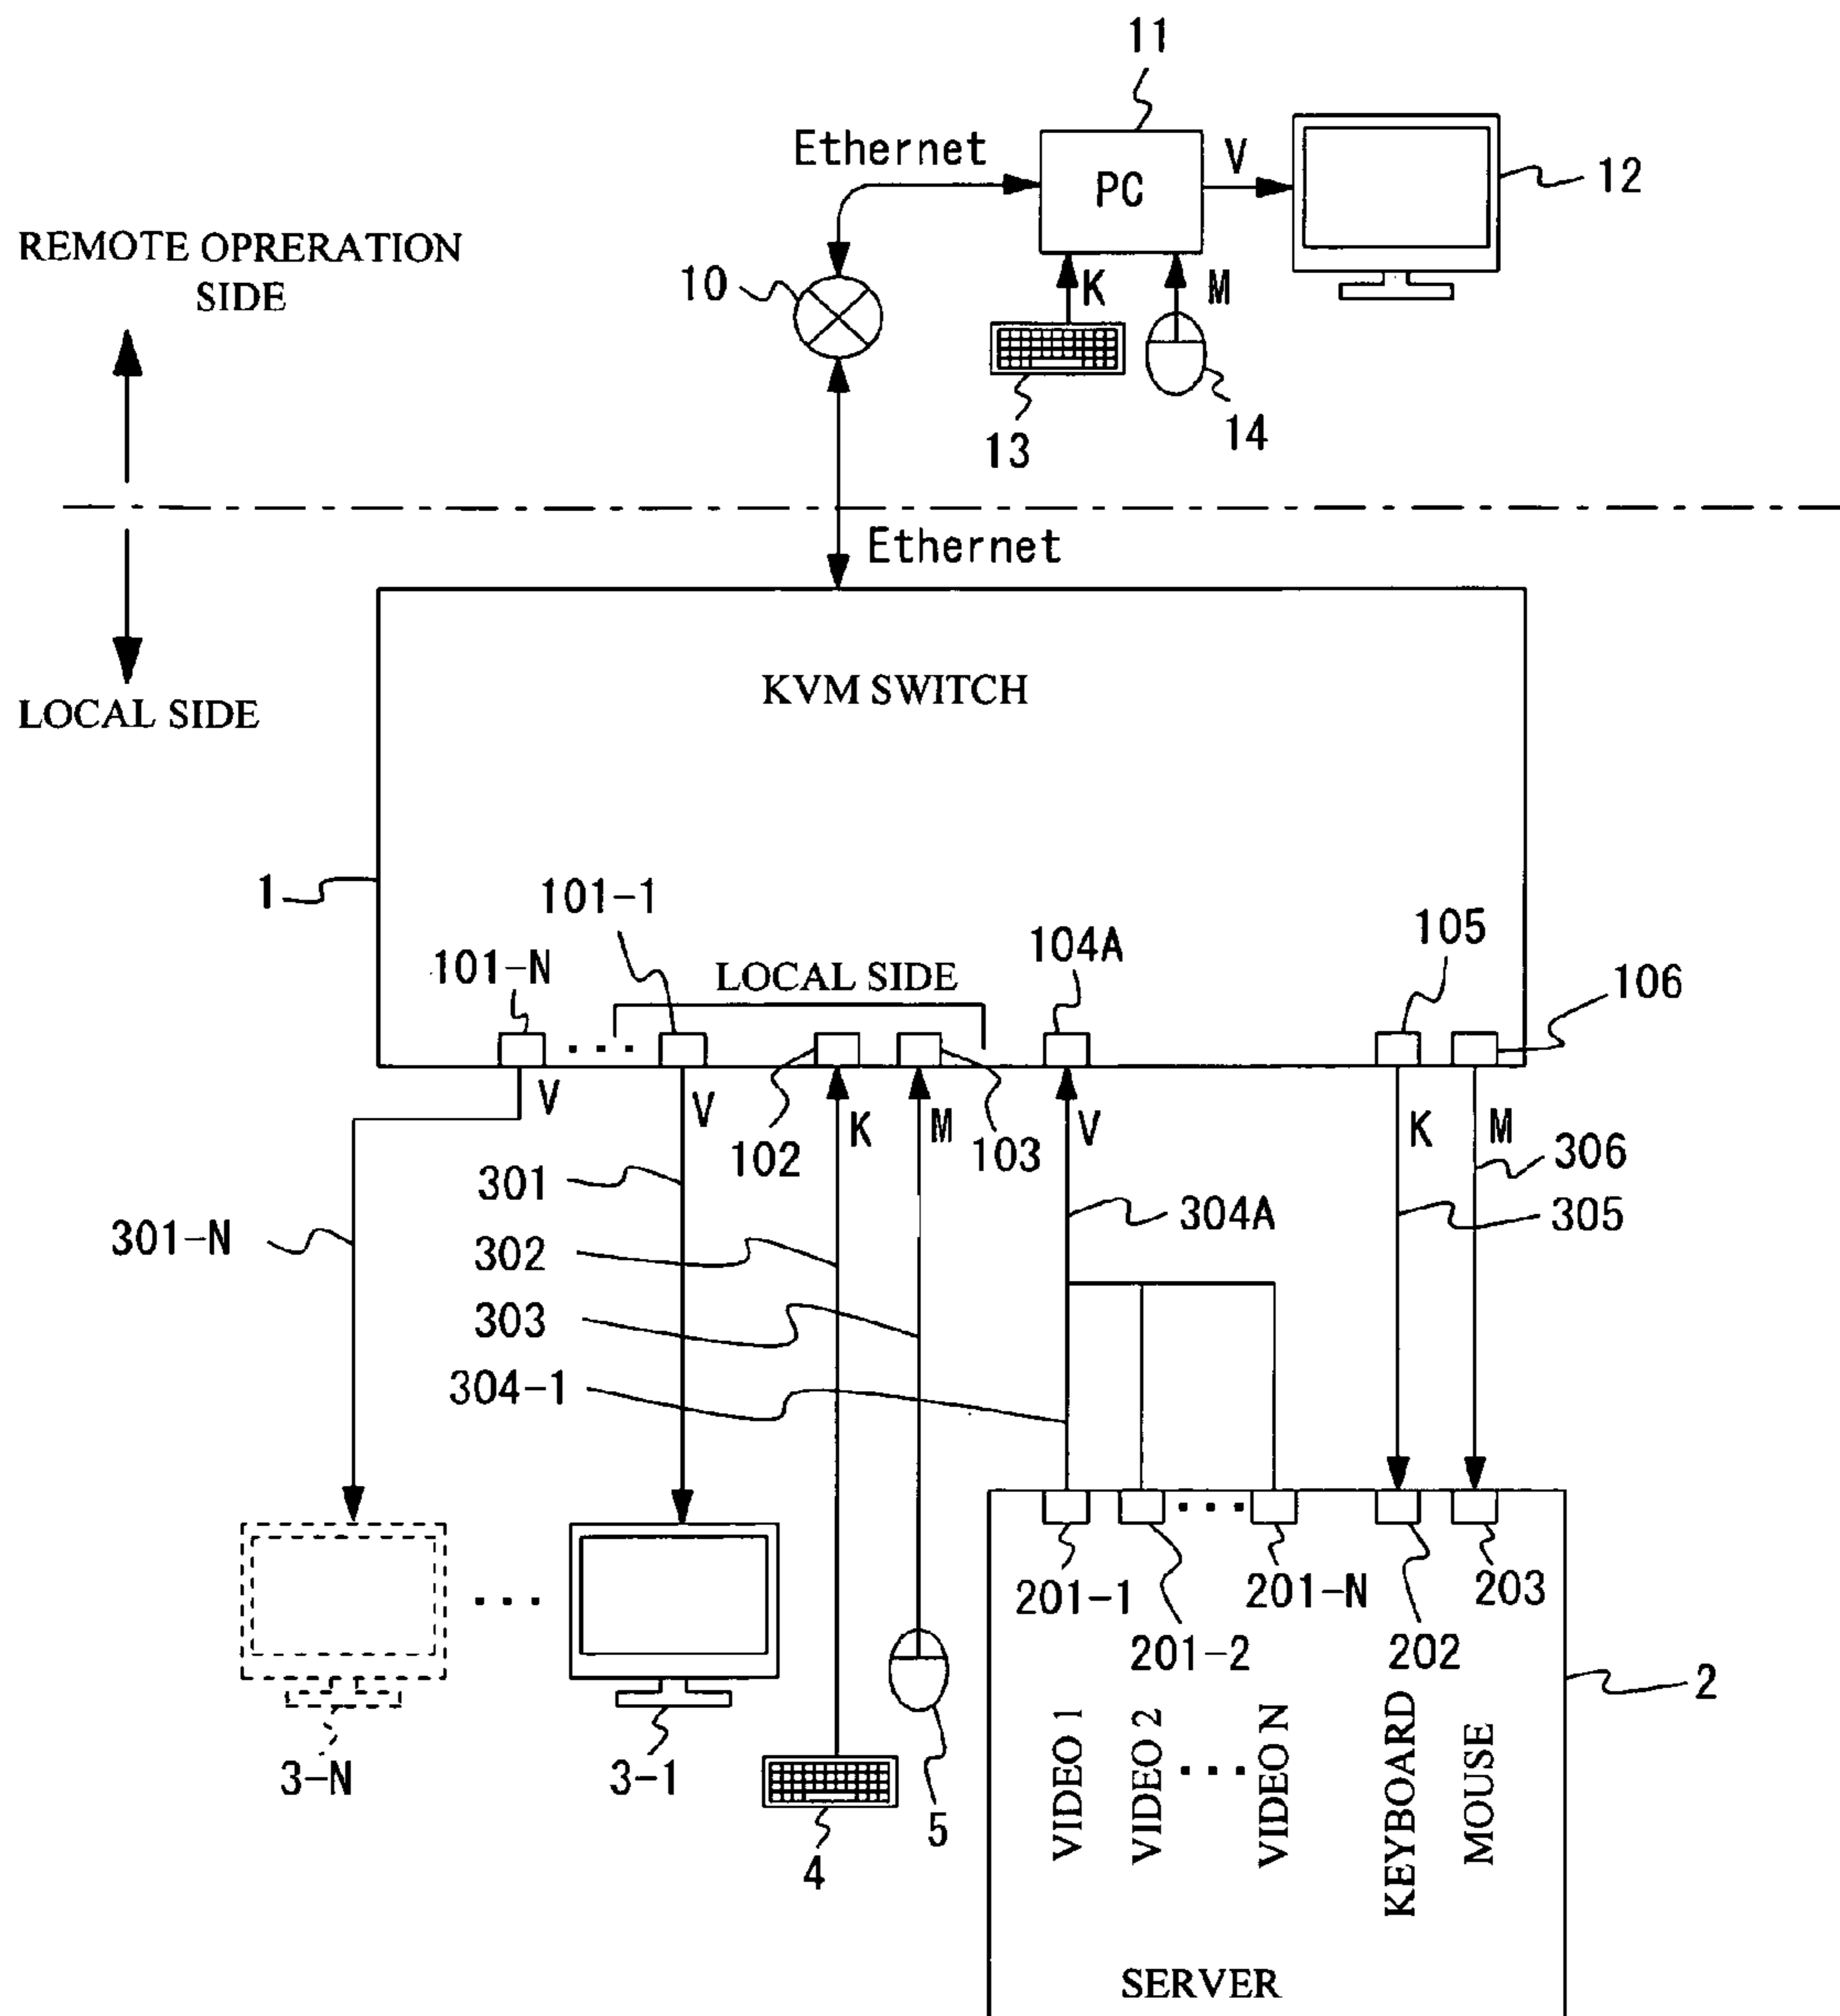 11
Ethernet
PC
V
12
REMOTE OPRERATION
SIDE
10
K
M
13
14
Ethernet
LOCAL SIDE
KVM SWITCH
1
101-1
101-N
LOCAL SIDE
104A
105
106
V
V
102
K
M
103
V
K
M
301
306
301-N
304A
305
302
303
304-1
201-1
201-N
203
201-2
202
2
3-N
3-1
4
5
VIDEO 1
VIDEO 2
...
VIDEO N
KEYBOARD
MOUSE
SERVER